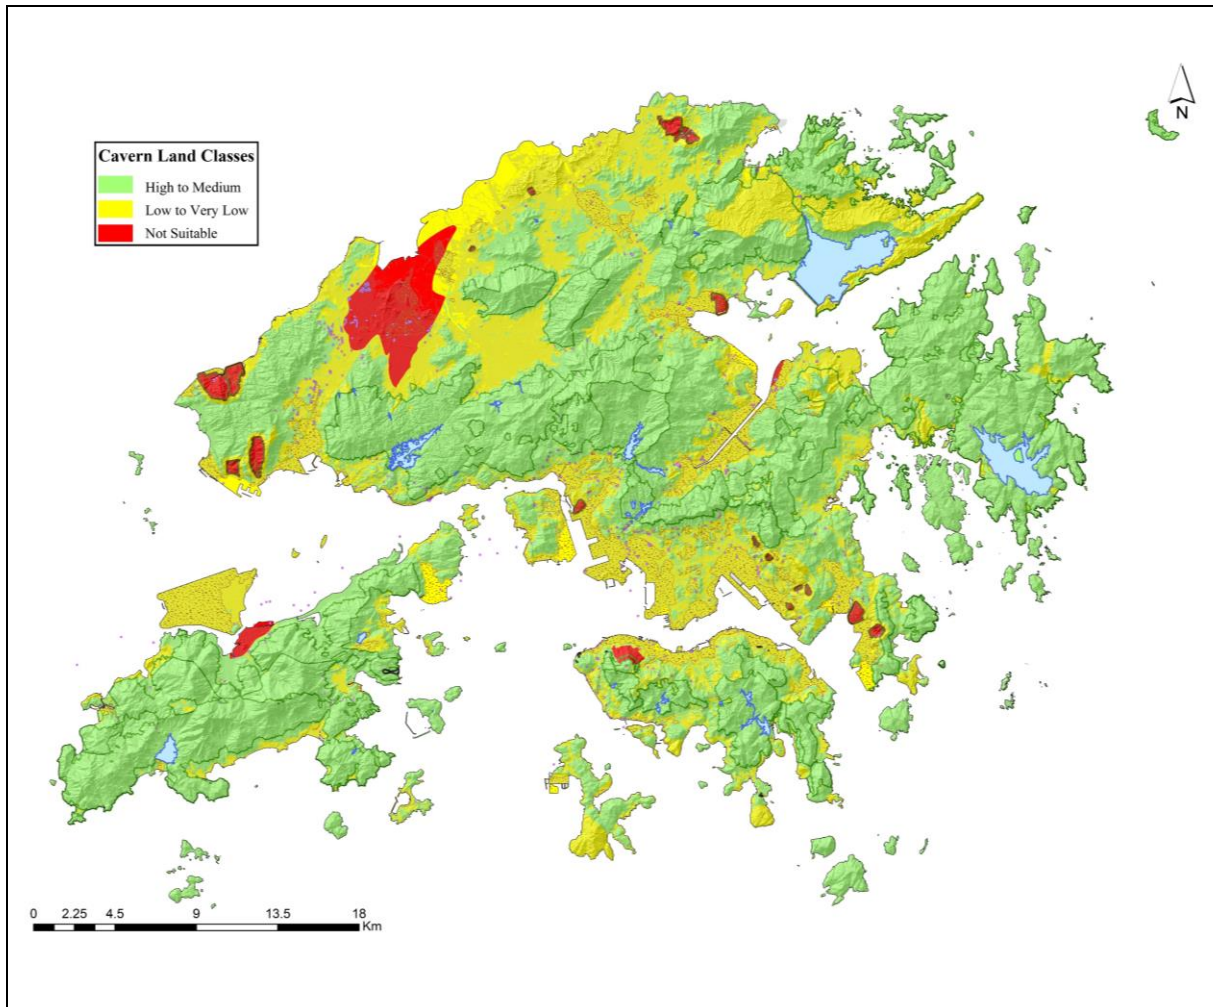 N
Cavern Land Classes
High to Medium
Low to Very Low
Not Suitable
0 2.25 4.5 9 13.5 18
Km